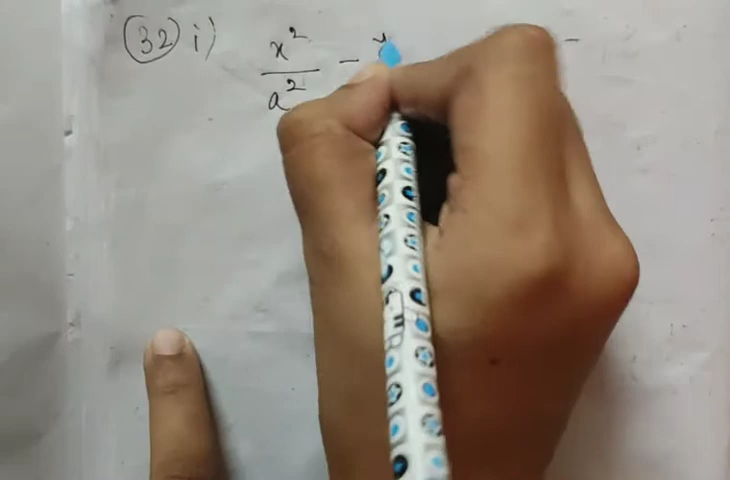 (32) i) x²/a² - y